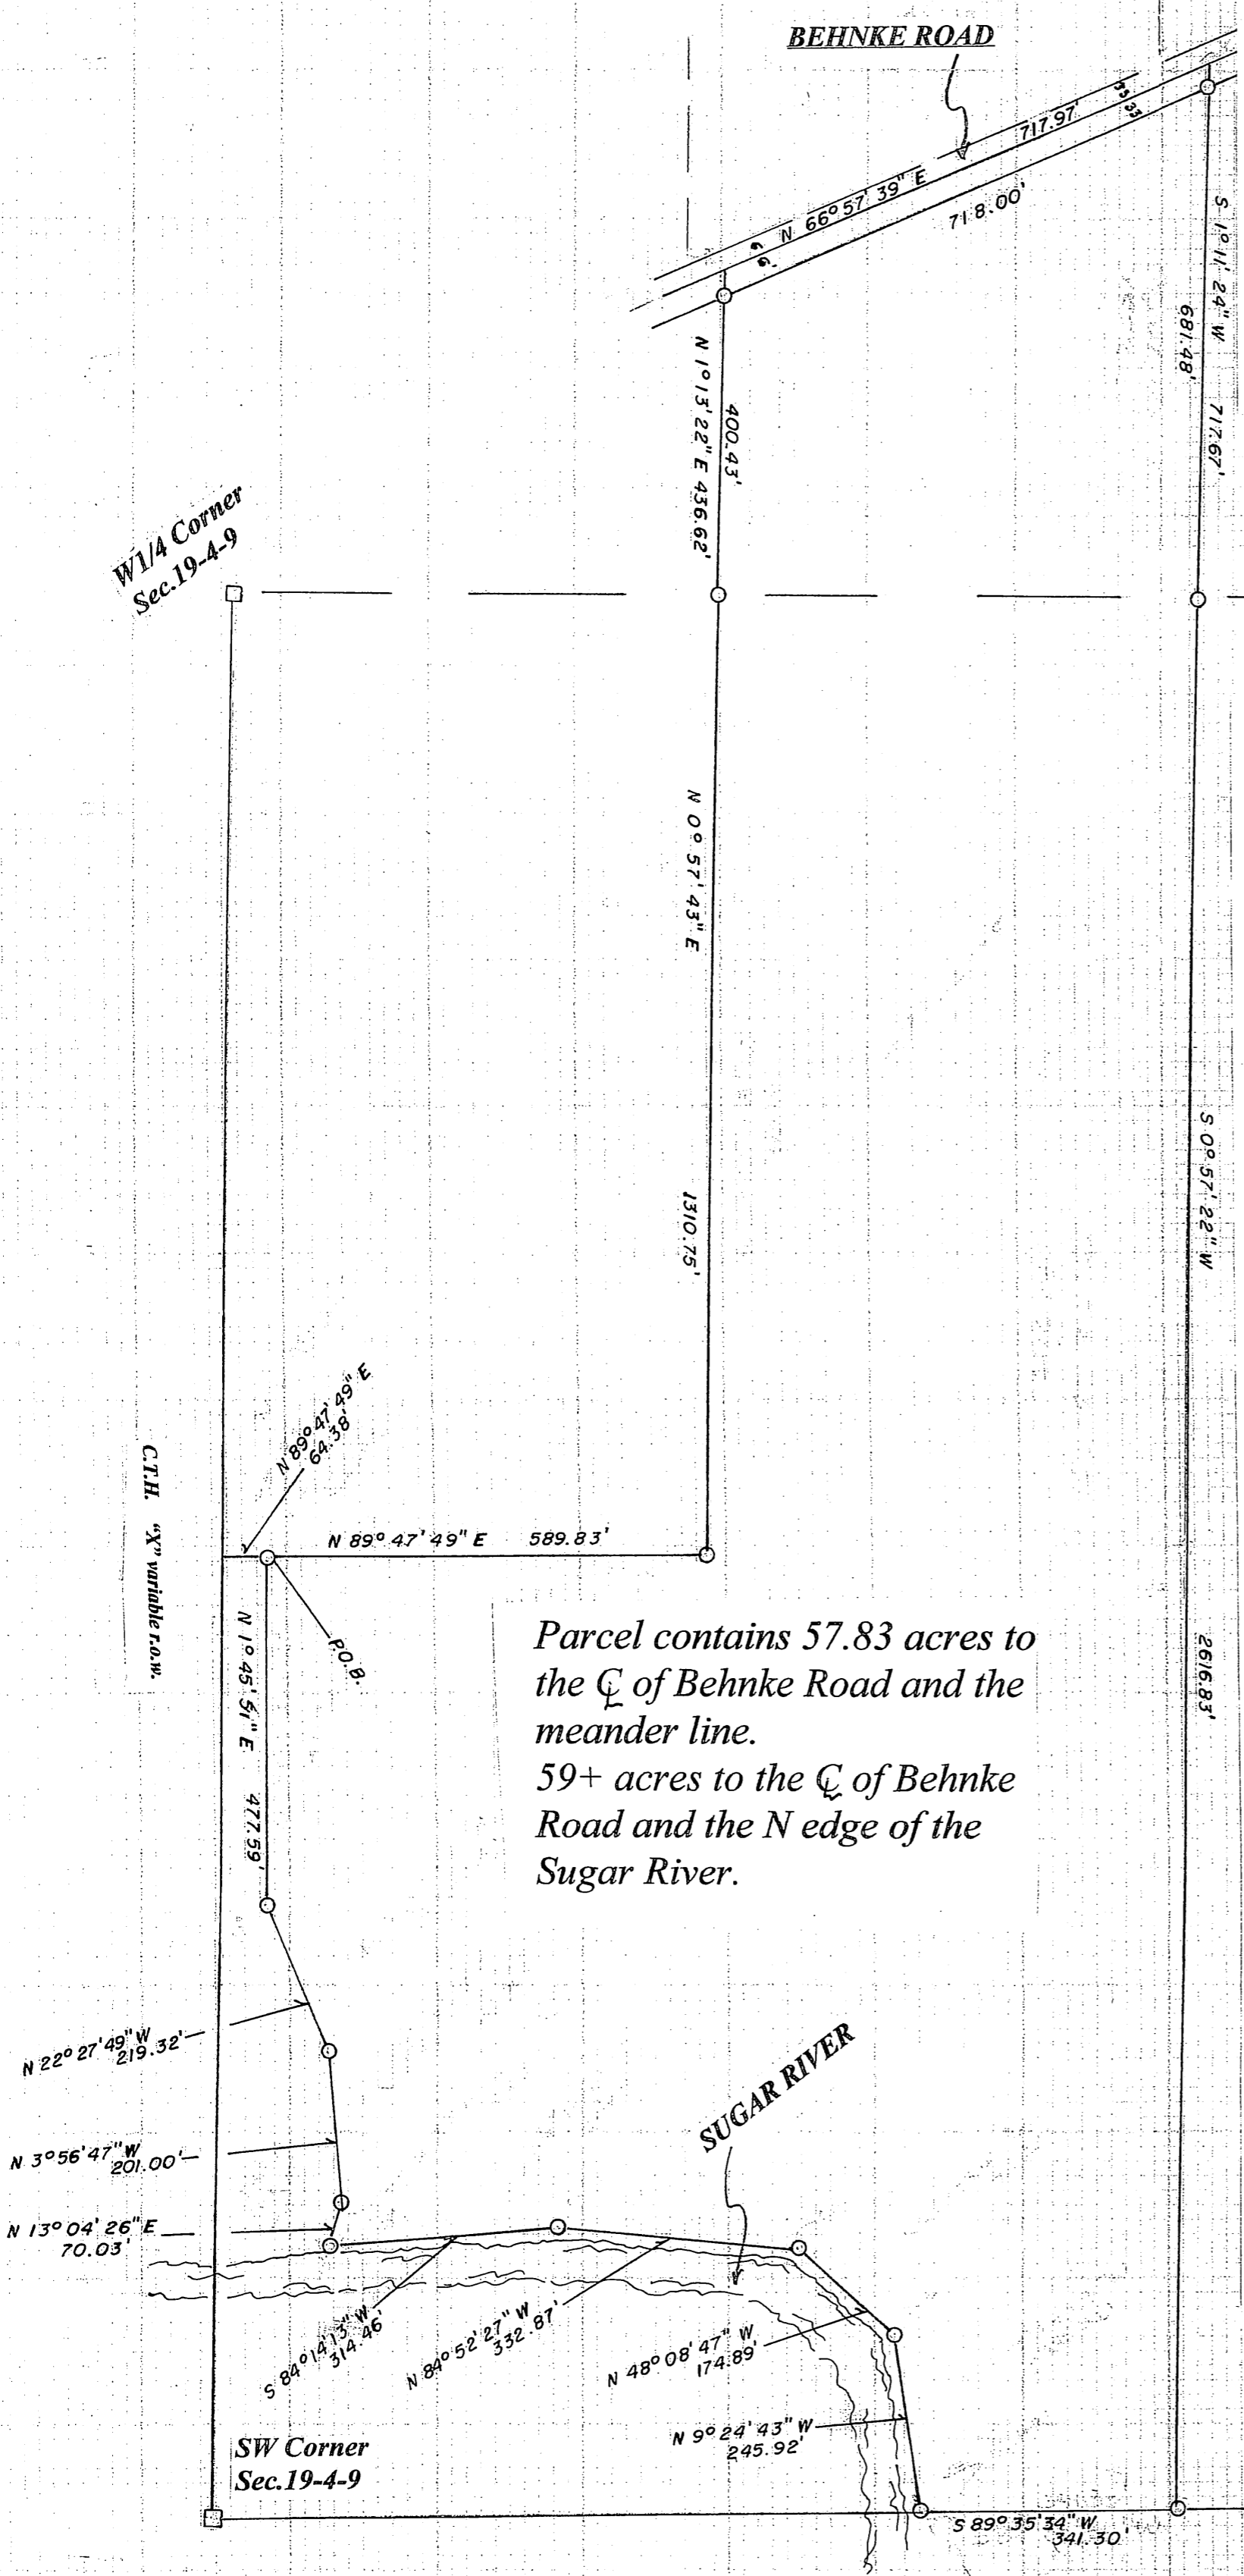 BEHNKE ROAD
717.97'
33
33
N 66° 57' 39" E
718.00'
S 1° 11' 24" W
681.48'
717.67'
N 1° 13' 22" E 436.62'
400.43'
W1/4 Corner
Sec.19-4-9
N 0° 57' 43" E
1310.75'
S 0° 57' 22" W
2616.83'
N 89° 47' 49" E
64.38'
N 89° 47' 49" E 589.83'
C.T.H. "X" variable r.o.w.
P.O.B.
N 1° 45' 51" E 477.59'
Parcel contains 57.83 acres to
the ℄ of Behnke Road and the
meander line.
59+ acres to the ℄ of Behnke
Road and the N edge of the
Sugar River.
N 22° 27' 49" W
219.32'
SUGAR RIVER
N 3° 56' 47" W
201.00'
N 13° 04' 26" E
70.03'
S 84° 14' 13" W
314.46'
N 84° 52' 27" W
332.87'
N 48° 08' 47" W
174.89'
N 9° 24' 43" W
245.92'
SW Corner
Sec.19-4-9
S 89° 35' 34" W
341.30'